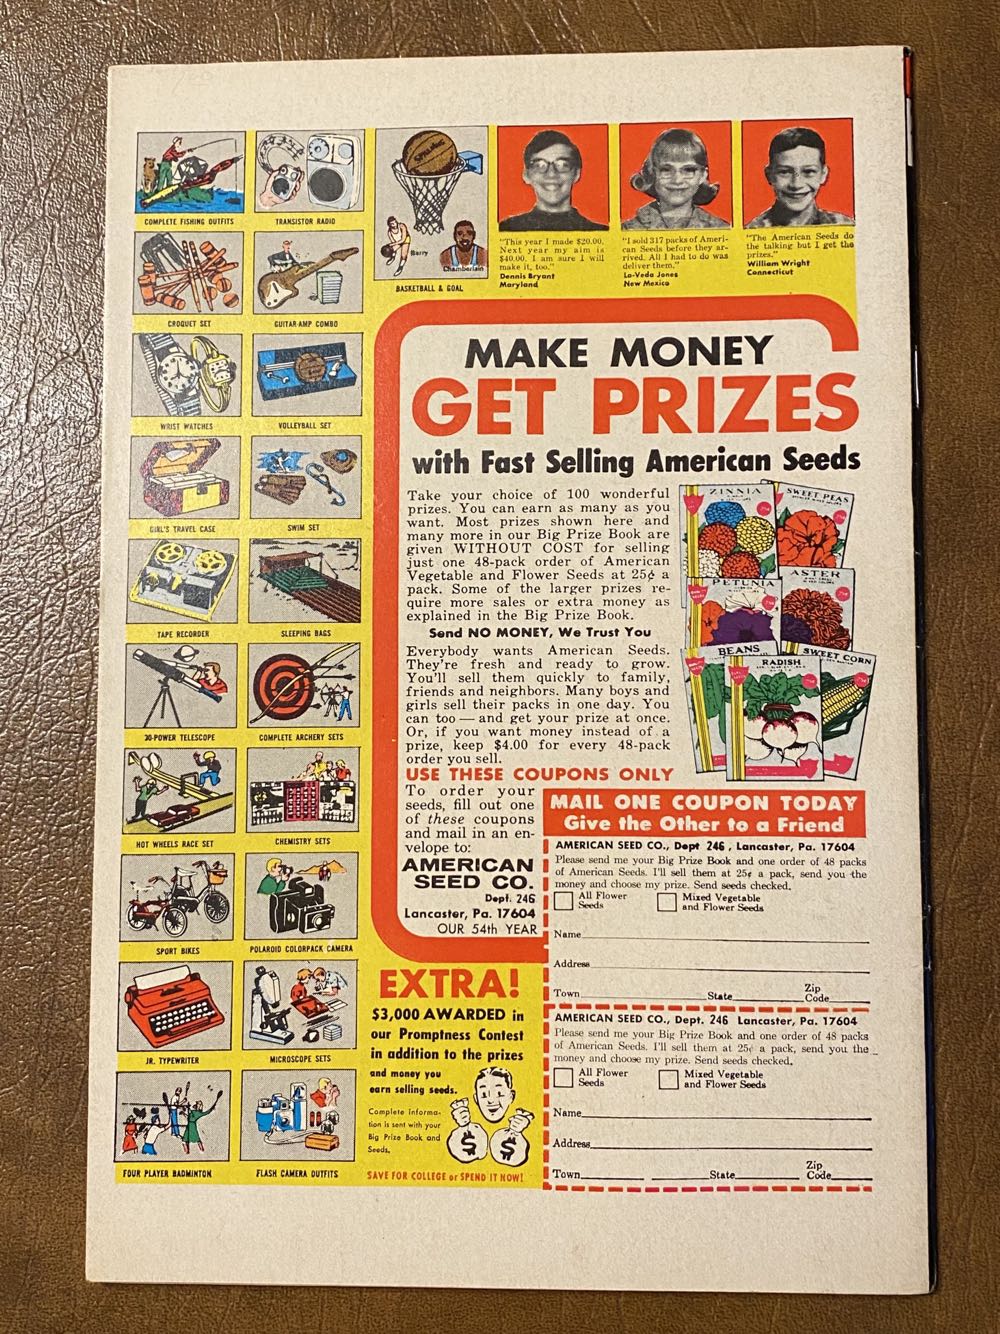 COMPLETE FISHING OUTFITS
TRANSISTOR RADIO
CROQUET SET
GUITAR-AMP COMBO
WRIST WATCHES
VOLLEYBALL SET
GIRL'S TRAVEL CASE
SWIM SET
TAPE RECORDER
SLEEPING BAGS
30-POWER TELESCOPE
COMPLETE ARCHERY SETS
HOT WHEELS RACE SET
CHEMISTRY SETS
SPORT BIKES
POLAROID COLORPACK CAMERA
JR. TYPEWRITER
MICROSCOPE SETS
FOUR PLAYER BADMINTON
FLASH CAMERA OUTFITS
SPALDING
Barry
Chamberlain
BASKETBALL & GOAL
"This year I made $20.00.
Next year my aim is
$40.00. I am sure I will
make it, too."
Dennis Bryant
Maryland
"I sold 317 packs of Ameri-
can Seeds before they ar-
rived. All I had to do was
deliver them."
La-Veda Jones
New Mexico
"The American Seeds do
the talking but I get the
prizes."
William Wright
Connecticut
MAKE MONEY
GET PRIZES
with Fast Selling American Seeds
Take your choice of 100 wonderful
prizes. You can earn as many as you
want. Most prizes shown here and
many more in our Big Prize Book are
given WITHOUT COST for selling
just one 48-pack order of American
Vegetable and Flower Seeds at 25¢ a
pack. Some of the larger prizes re-
quire more sales or extra money as
explained in the Big Prize Book.
Send NO MONEY, We Trust You
Everybody wants American Seeds.
They're fresh and ready to grow.
You'll sell them quickly to family,
friends and neighbors. Many boys and
girls sell their packs in one day. You
can too — and get your prize at once.
Or, if you want money instead of a
prize, keep $4.00 for every 48-pack
order you sell.
ZINNIA
SWEET PEAS
PETUNIA
ASTER
BEANS
RADISH
SWEET CORN
USE THESE COUPONS ONLY
To order your
seeds, fill out one
of these coupons
and mail in an en-
velope to:
AMERICAN
SEED CO.
Dept. 246
Lancaster, Pa. 17604
OUR 54th YEAR
MAIL ONE COUPON TODAY
Give the Other to a Friend
AMERICAN SEED CO., Dept 246 , Lancaster, Pa. 17604
Please send me your Big Prize Book and one order of 48 packs
of American Seeds. I'll sell them at 25¢ a pack, send you the
money and choose my prize. Send seeds checked.
All Flower
Seeds
Mixed Vegetable
and Flower Seeds
Name
Address
Town State Zip
Code
AMERICAN SEED CO., Dept. 246 Lancaster, Pa. 17604
Please send me your Big Prize Book and one order of 48 packs
of American Seeds. I'll sell them at 25¢ a pack, send you the
money and choose my prize. Send seeds checked.
All Flower
Seeds
Mixed Vegetable
and Flower Seeds
Name
Address
Town State Zip
Code
EXTRA!
$3,000 AWARDED in
our Promptness Contest
in addition to the prizes
and money you
earn selling seeds.
Complete informa-
tion is sent with your
Big Prize Book and
Seeds.
$ $
SAVE FOR COLLEGE or SPEND IT NOW!